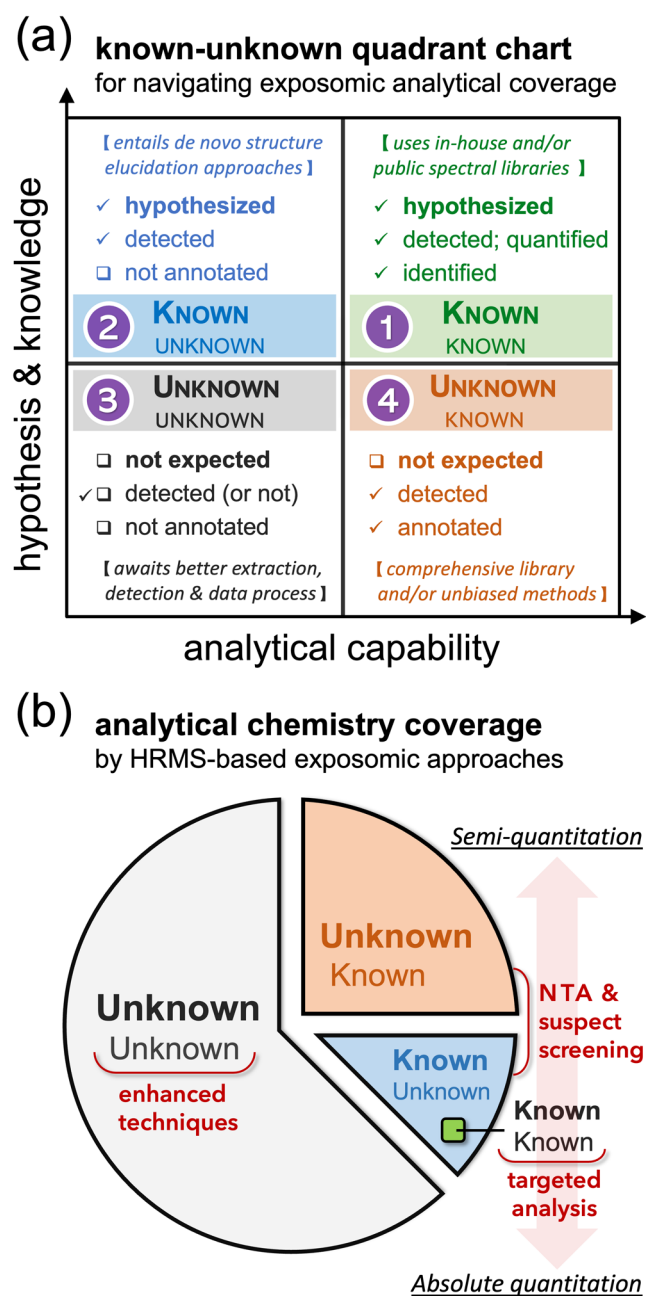 (a)
known-unknown quadrant chart
for navigating exposomic analytical coverage
hypothesis & knowledge
【entails de novo structure
elucidation approaches】
✓ hypothesized
✓ detected
❏ not annotated
2
KNOWN
UNKNOWN
【uses in-house and/or
public spectral libraries】
✓ hypothesized
✓ detected; quantified
✓ identified
1
KNOWN
KNOWN
3
UNKNOWN
UNKNOWN
❏ not expected
✓❏ detected (or not)
❏ not annotated
【awaits better extraction,
detection & data process】
4
UNKNOWN
KNOWN
❏ not expected
✓ detected
✓ annotated
【comprehensive library
and/or unbiased methods】
analytical capability
(b)
analytical chemistry coverage
by HRMS-based exposomic approaches
Semi-quantitation
Unknown
Known
NTA &
suspect
screening
Unknown
Unknown
enhanced
techniques
Known
Unknown
Known
Known
targeted
analysis
Absolute quantitation